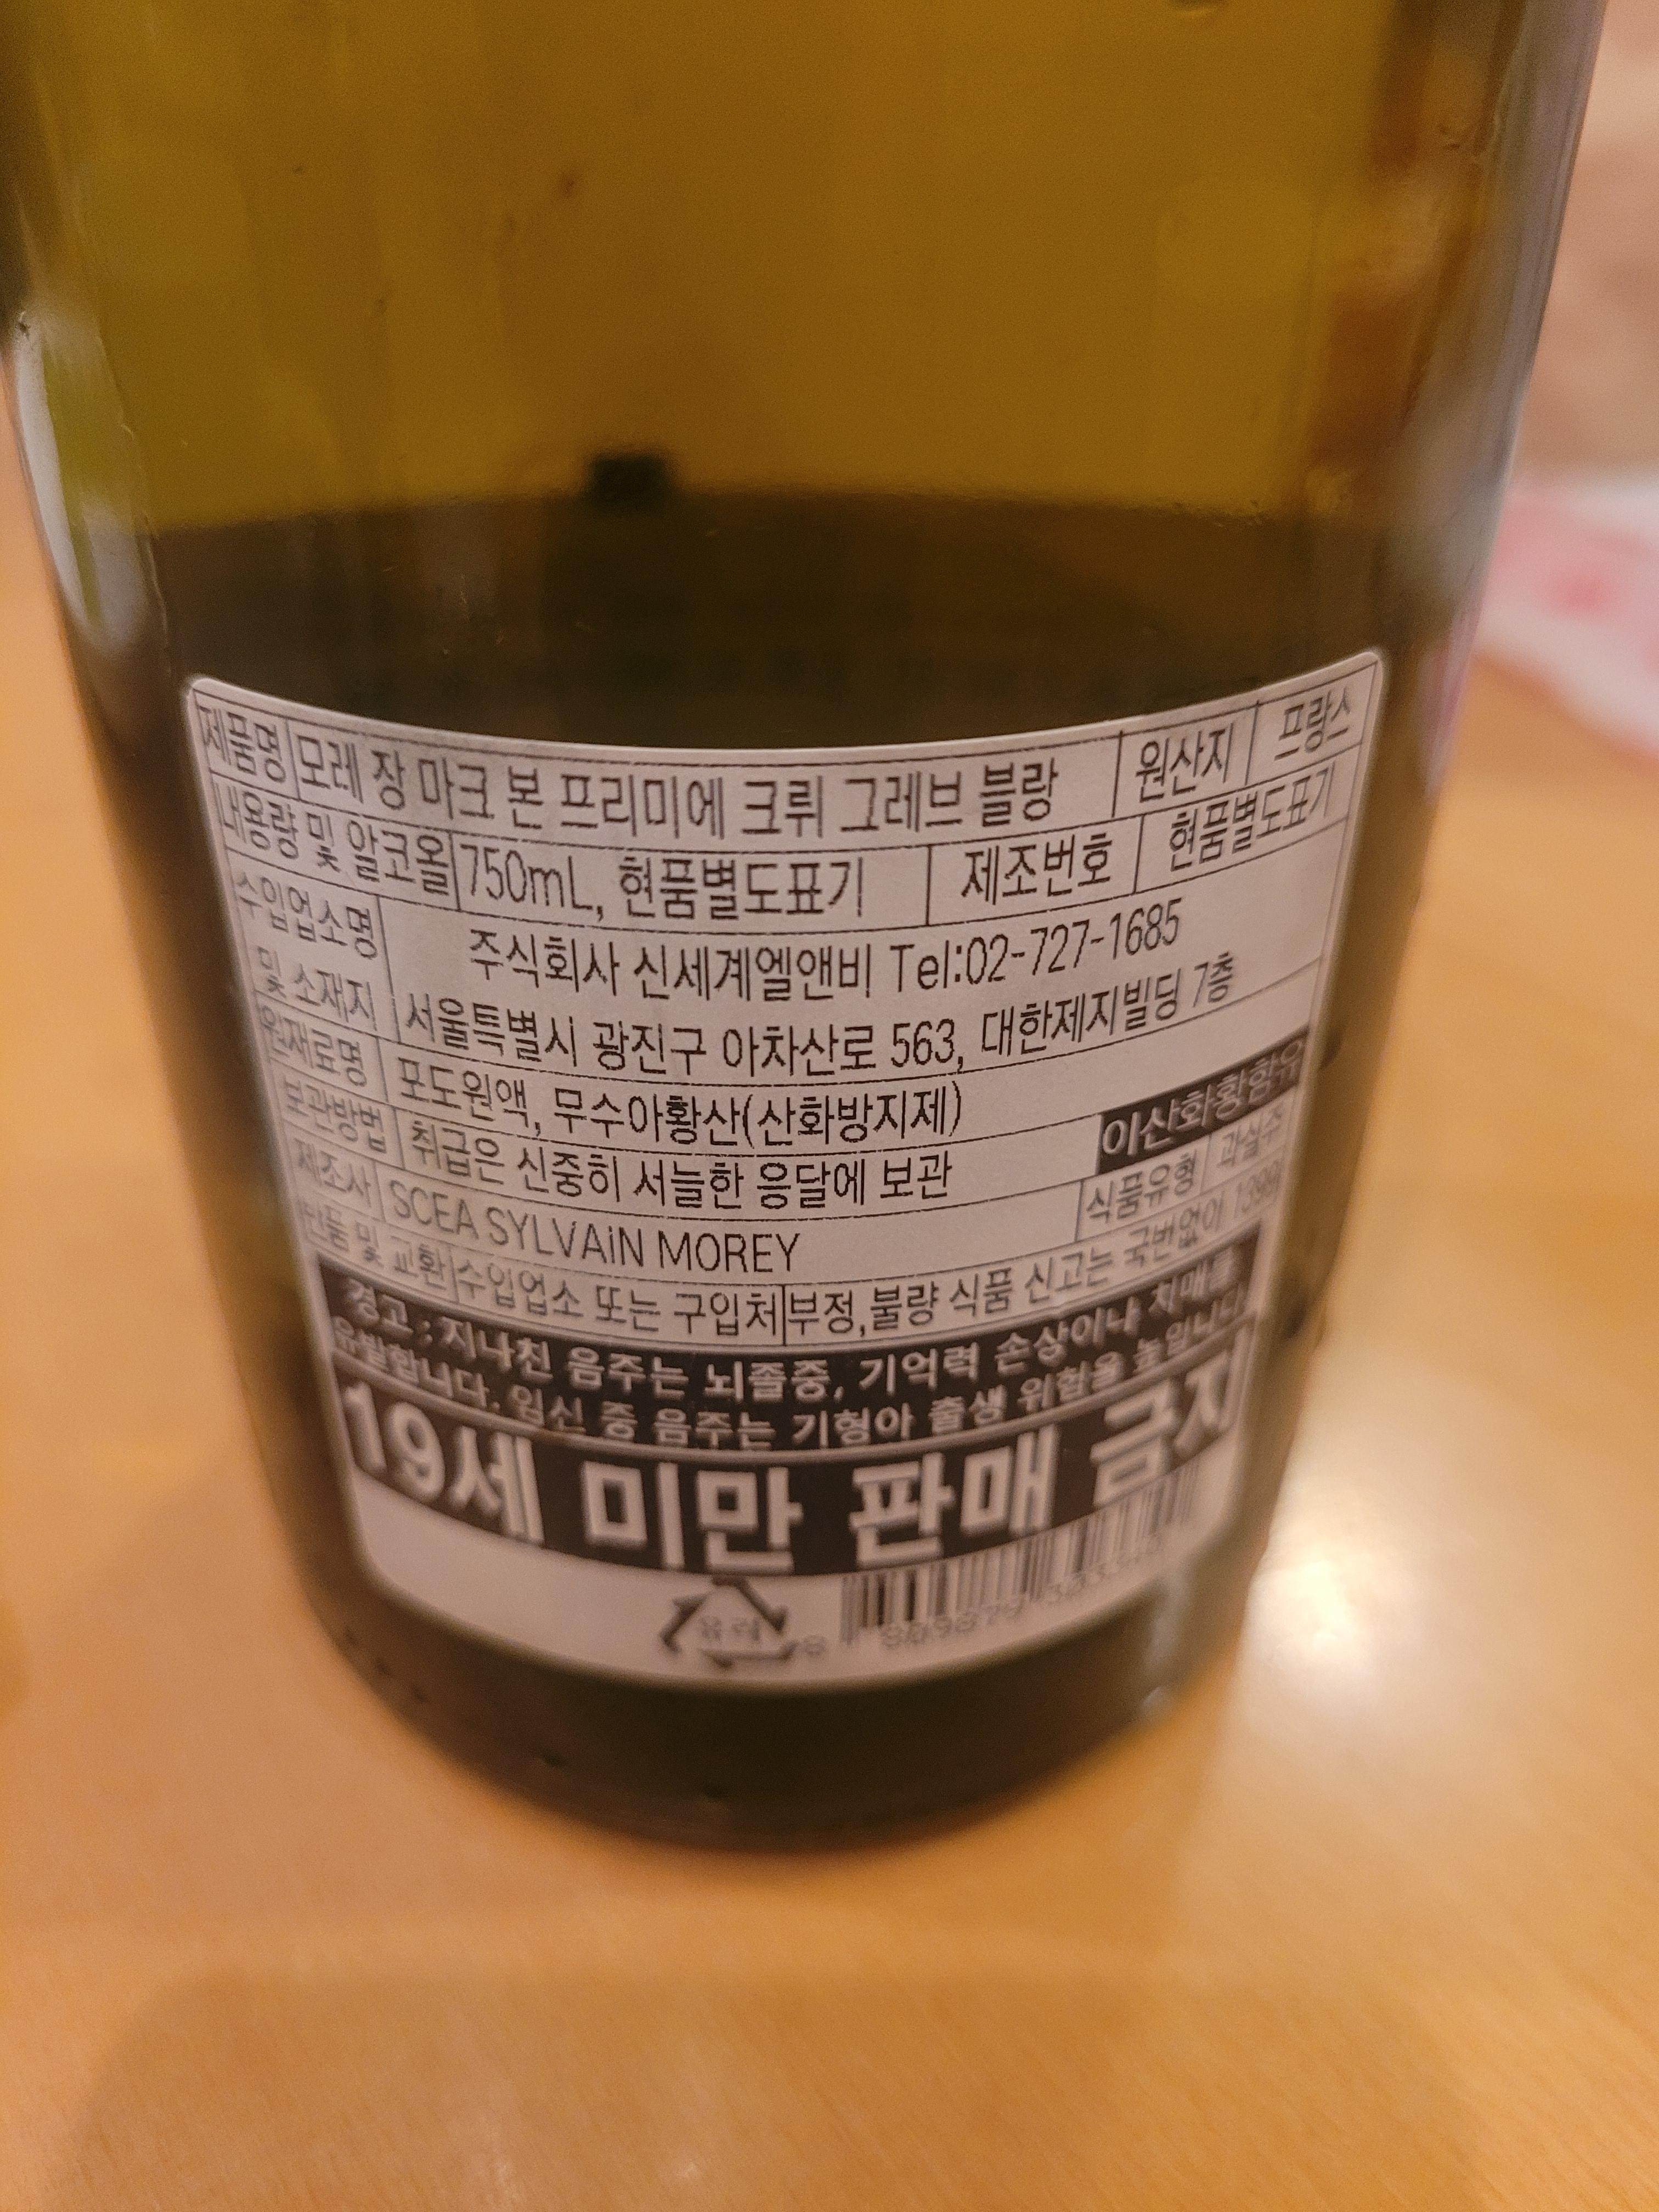 제품명 모레 장 마크 본 프리미에 크뤼 그레브 블랑 원산지 프랑스
내용량 및 알코올 750mL, 현품별도표기 제조번호 현품별도표기
수입업소명 및 소재지 주식회사 신세계엘앤비 Tel:02-727-1685
서울특별시 광진구 아차산로 563, 대한제지빌딩 7층
원재료명 포도원액, 무수아황산(산화방지제) 이산화황함유
보관방법 취급은 신중히 서늘한 응달에 보관 식품유형 과실주
제조사 SCEA SYLVAiN MOREY
반품 및 교환 수입업소 또는 구입처 부정,불량 식품 신고는 국번없이 1399
경고 : 지나친 음주는 뇌졸중, 기억력 손상이나 치매를
유발합니다. 임신 중 음주는 기형아 출생 위험을 높입니다.
19세 미만 판매 금지
유리